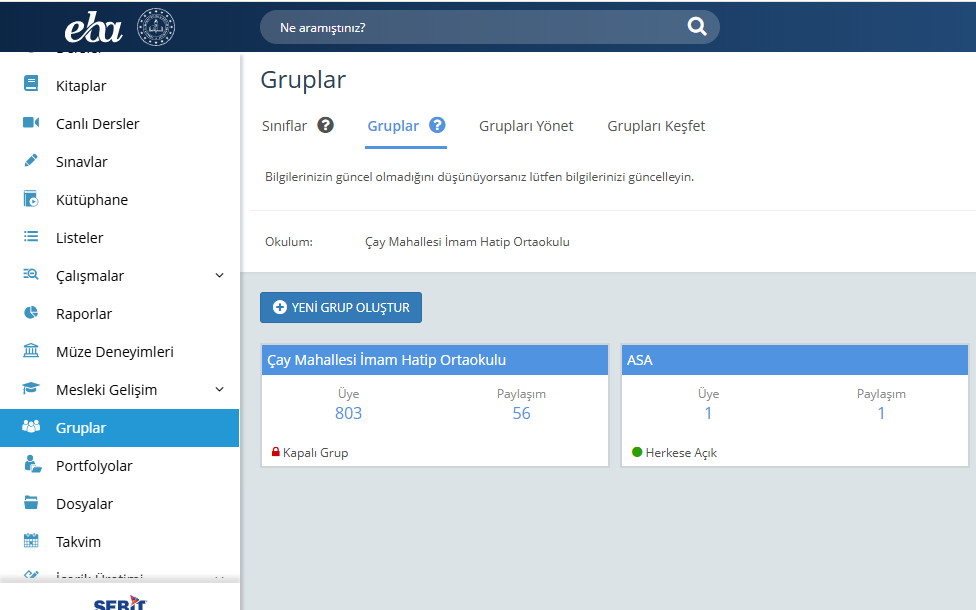 eba
Ne aramıştınız?
Kitaplar
Canlı Dersler
Sınavlar
Kütüphane
Listeler
Çalışmalar
Raporlar
Müze Deneyimleri
Mesleki Gelişim
Gruplar
Portfolyolar
Dosyalar
Takvim
İçerik Üretimi
SEBİT
Gruplar
Sınıflar ?
Gruplar ?
Grupları Yönet
Grupları Keşfet
Bilgilerinizin güncel olmadığını düşünüyorsanız lütfen bilgilerinizi güncelleyin.
Okulum: Çay Mahallesi İmam Hatip Ortaokulu
YENİ GRUP OLUŞTUR
Çay Mahallesi İmam Hatip Ortaokulu
Üye Paylaşım
803 56
Kapalı Grup
ASA
Üye Paylaşım
1 1
Herkese Açık